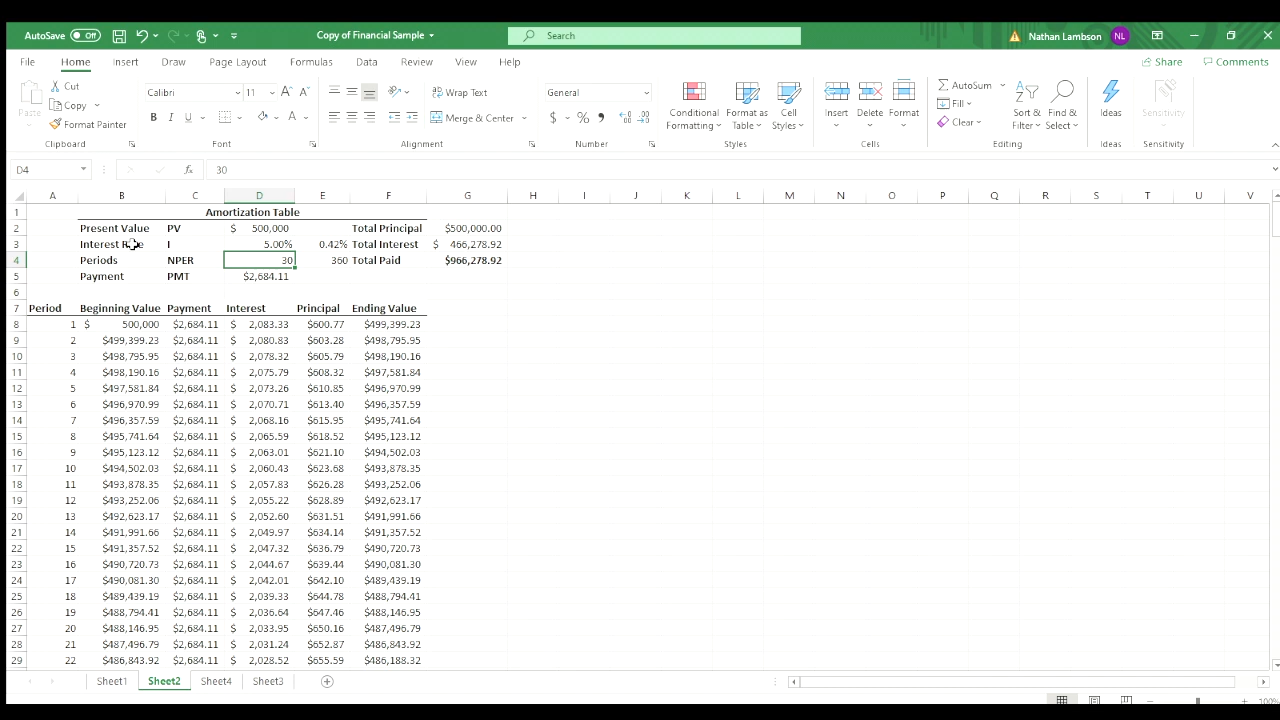 AutoSave Off Copy of Financial Sample Search Nathan Lambson NL
File Home Insert Draw Page Layout Formulas Data Review View Help Share Comments
Paste Cut Copy Format Painter Calibri 11 Wrap Text Merge & Center General Conditional Formatting Format as Table Cell Styles Insert Delete Format AutoSum Fill Clear Sort & Filter Find & Select Ideas Sensitivity
Clipboard Font Alignment Number Styles Cells Editing Ideas Sensitivity
D4 fx 30
A B C D E F G H I J K L M N O P Q R S T U V
1 Amortization Table
2 Present Value PV $ 500,000 Total Principal $500,000.00
3 Interest I 5.00% 0.42% Total Interest $ 466,278.92
4 Periods NPER 30 360 Total Paid $966,278.92
5 Payment PMT $2,684.11
6
7 Period Beginning Value Payment Interest Principal Ending Value
8 1 $ 500,000 $2,684.11 $ 2,083.33 $600.77 $499,399.23
9 2 $499,399.23 $2,684.11 $ 2,080.83 $603.28 $498,795.95
10 3 $498,795.95 $2,684.11 $ 2,078.32 $605.79 $498,190.16
11 4 $498,190.16 $2,684.11 $ 2,075.79 $608.32 $497,581.84
12 5 $497,581.84 $2,684.11 $ 2,073.26 $610.85 $496,970.99
13 6 $496,970.99 $2,684.11 $ 2,070.71 $613.40 $496,357.59
14 7 $496,357.59 $2,684.11 $ 2,068.16 $615.95 $495,741.64
15 8 $495,741.64 $2,684.11 $ 2,065.59 $618.52 $495,123.12
16 9 $495,123.12 $2,684.11 $ 2,063.01 $621.10 $494,502.03
17 10 $494,502.03 $2,684.11 $ 2,060.43 $623.68 $493,878.35
18 11 $493,878.35 $2,684.11 $ 2,057.83 $626.28 $493,252.06
19 12 $493,252.06 $2,684.11 $ 2,055.22 $628.89 $492,623.17
20 13 $492,623.17 $2,684.11 $ 2,052.60 $631.51 $491,991.66
21 14 $491,991.66 $2,684.11 $ 2,049.97 $634.14 $491,357.52
22 15 $491,357.52 $2,684.11 $ 2,047.32 $636.79 $490,720.73
23 16 $490,720.73 $2,684.11 $ 2,044.67 $639.44 $490,081.30
24 17 $490,081.30 $2,684.11 $ 2,042.01 $642.10 $489,439.19
25 18 $489,439.19 $2,684.11 $ 2,039.33 $644.78 $488,794.41
26 19 $488,794.41 $2,684.11 $ 2,036.64 $647.46 $488,146.95
27 20 $488,146.95 $2,684.11 $ 2,033.95 $650.16 $487,496.79
28 21 $487,496.79 $2,684.11 $ 2,031.24 $652.87 $486,843.92
29 22 $486,843.92 $2,684.11 $ 2,028.52 $655.59 $486,188.32
Sheet1 Sheet2 Sheet4 Sheet3
100%